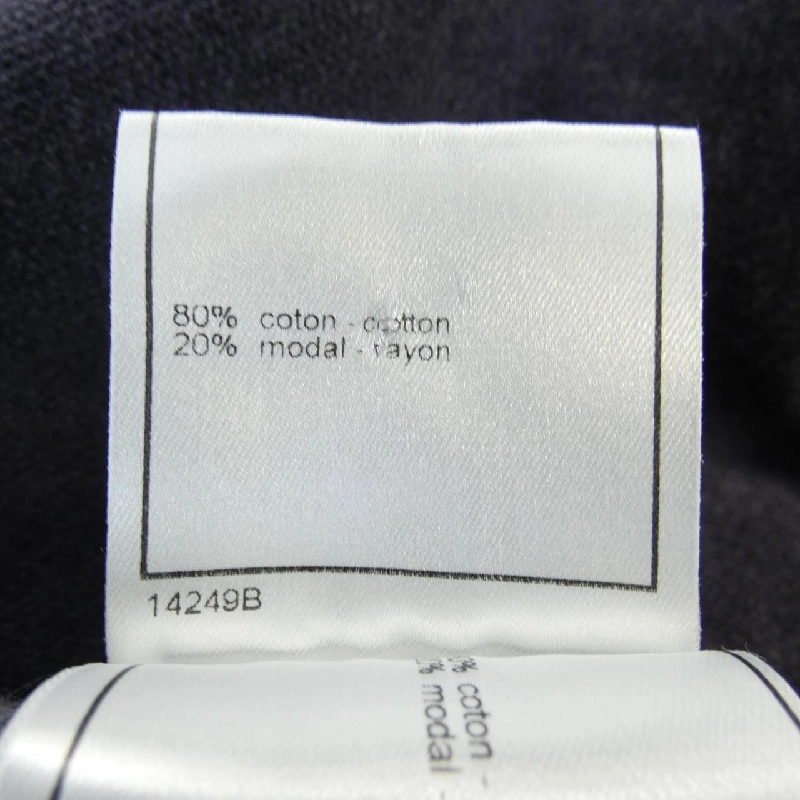 80% coton - cotton
20% modal - rayon
14249B
% coton -
% modal